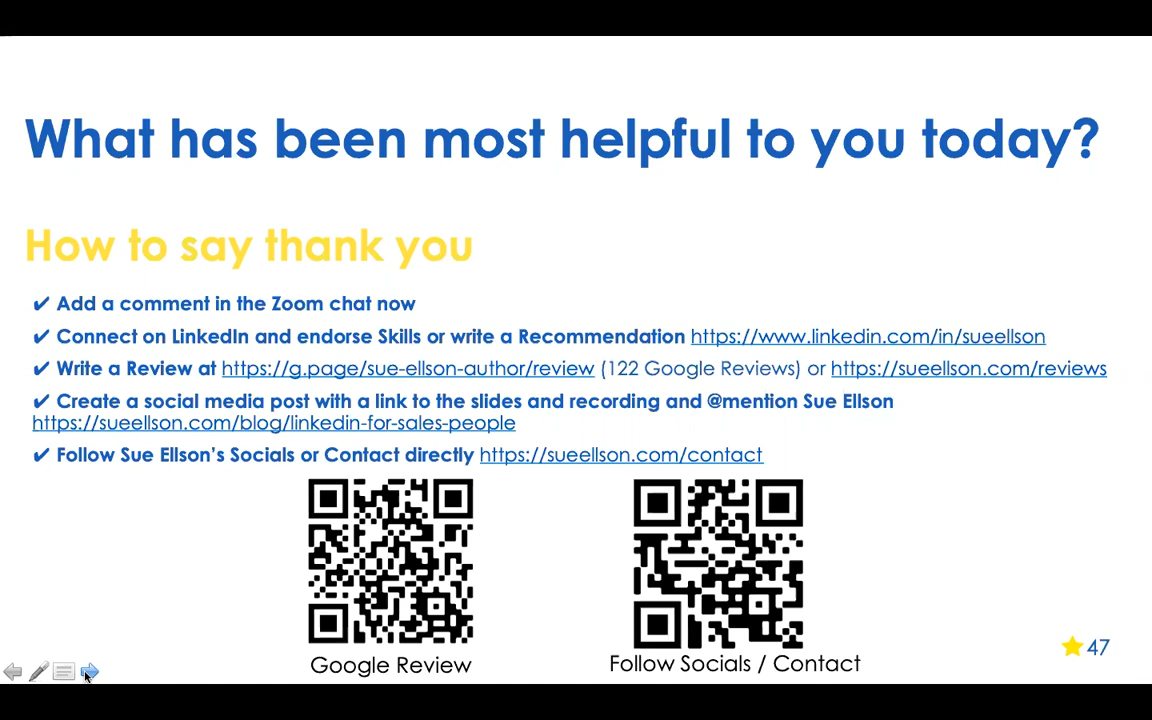 What has been most helpful to you today?
How to say thank you
✔ Add a comment in the Zoom chat now
✔ Connect on LinkedIn and endorse Skills or write a Recommendation https://www.linkedin.com/in/sueellson
✔ Write a Review at https://g.page/sue-ellson-author/review (122 Google Reviews) or https://sueellson.com/reviews
✔ Create a social media post with a link to the slides and recording and @mention Sue Ellson
https://sueellson.com/blog/linkedin-for-sales-people
✔ Follow Sue Ellson’s Socials or Contact directly https://sueellson.com/contact
Google Review
Follow Socials / Contact
47